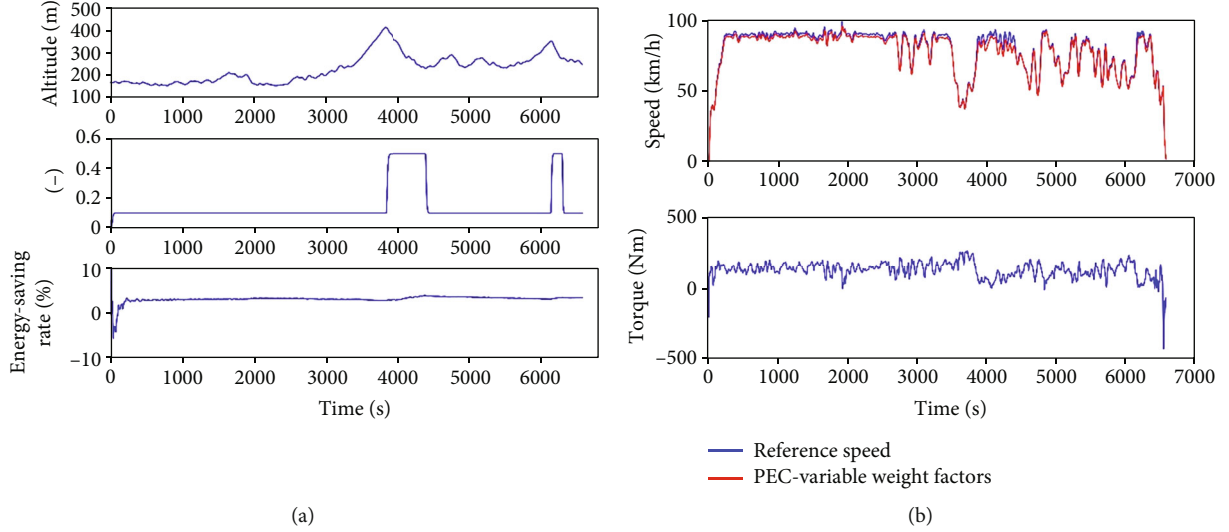 Altitude (m)
500
400
300
200
100
0 1000 2000 3000 4000 5000 6000
(–)
0.6
0.4
0.2
0
0 1000 2000 3000 4000 5000 6000
Energy-saving
rate (%)
10
0
–10
0 1000 2000 3000 4000 5000 6000
Time (s)
(a)
Speed (km/h)
100
50
0
0 1000 2000 3000 4000 5000 6000 7000
Torque (Nm)
500
0
–500
0 1000 2000 3000 4000 5000 6000 7000
Time (s)
Reference speed
PEC-variable weight factors
(b)